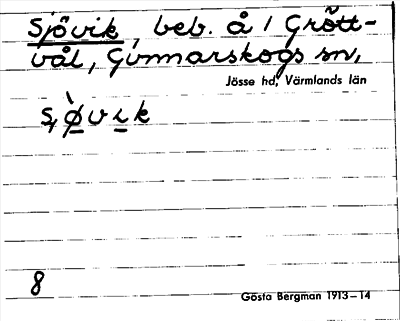 Sjövik, beb. å 1 Grött-
vål, Gunnarskogs sn,
Jösse hd, Värmlands län
8
Gösta Bergman 1913–14